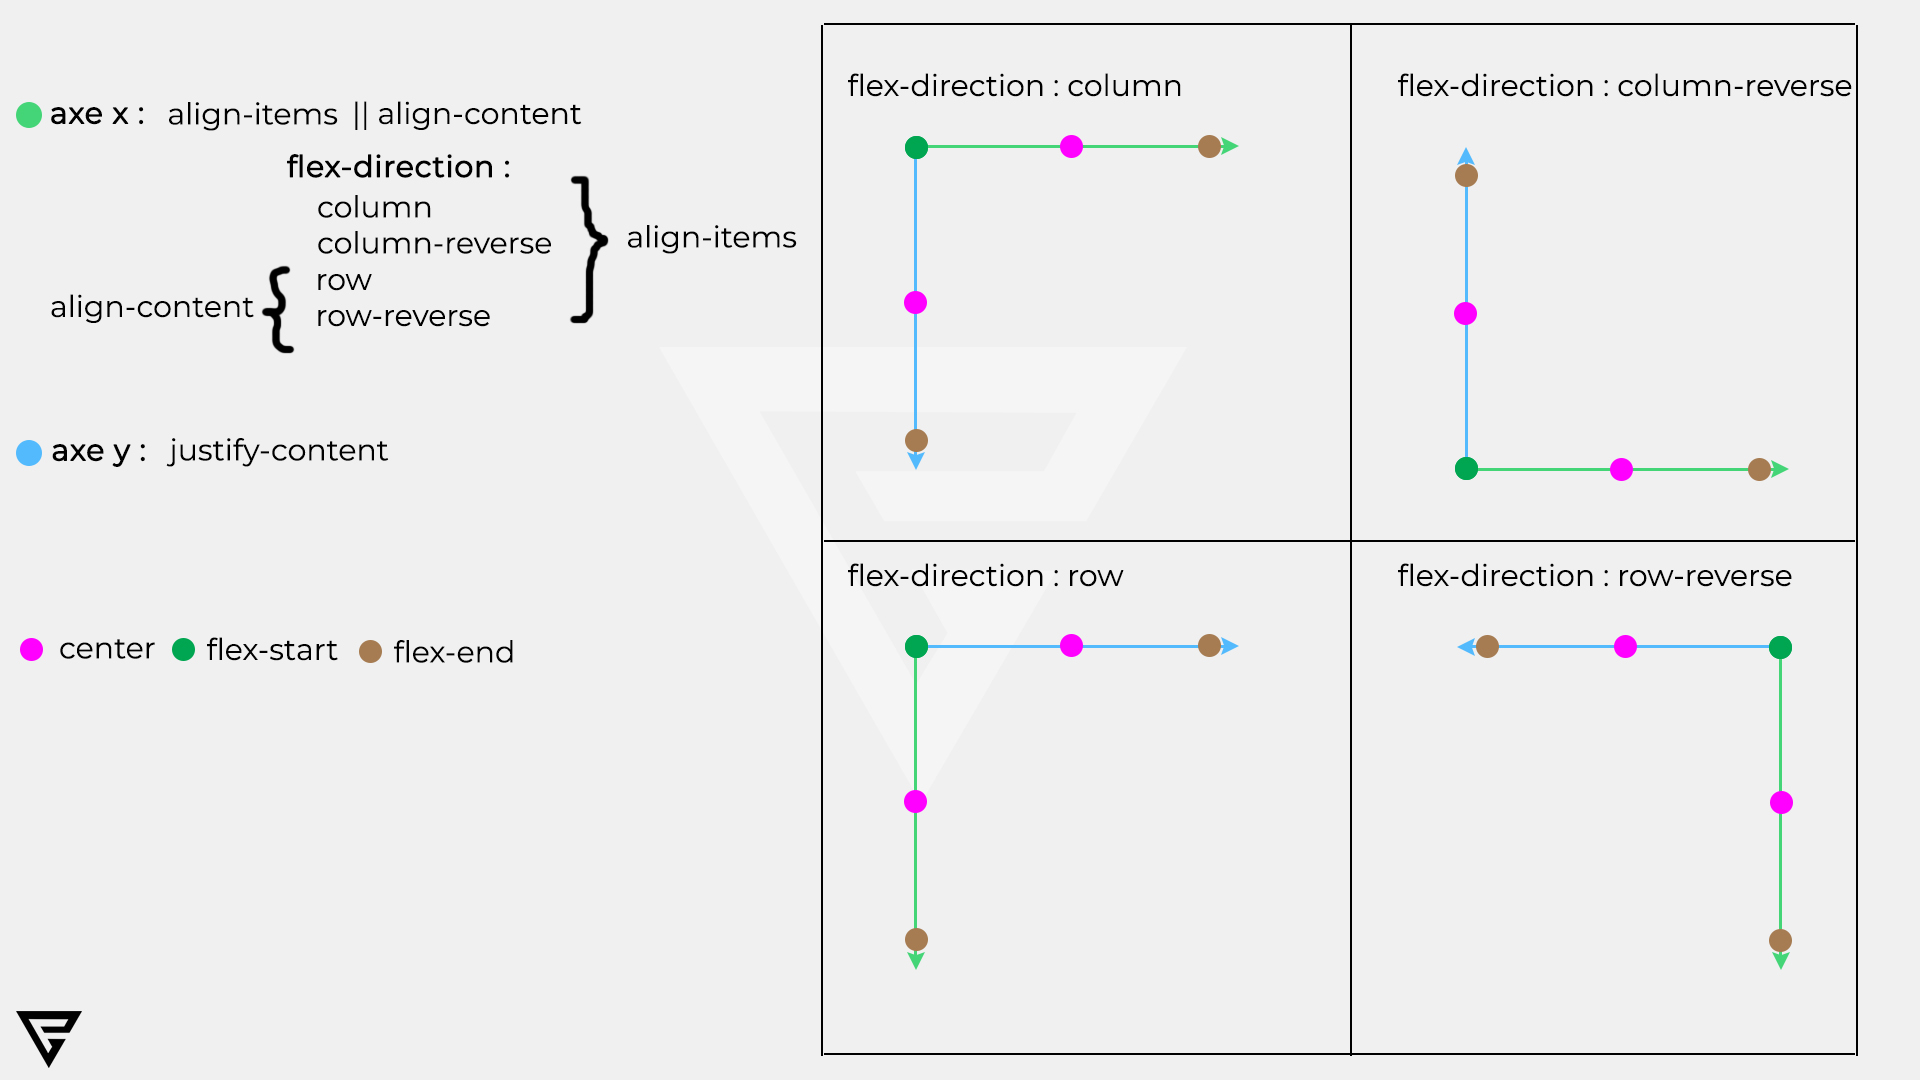 axe x : align-items || align-content
flex-direction :
column
column-reverse
row
row-reverse
align-items
align-content
axe y : justify-content
center flex-start flex-end
flex-direction : column
flex-direction : column-reverse
flex-direction : row
flex-direction : row-reverse